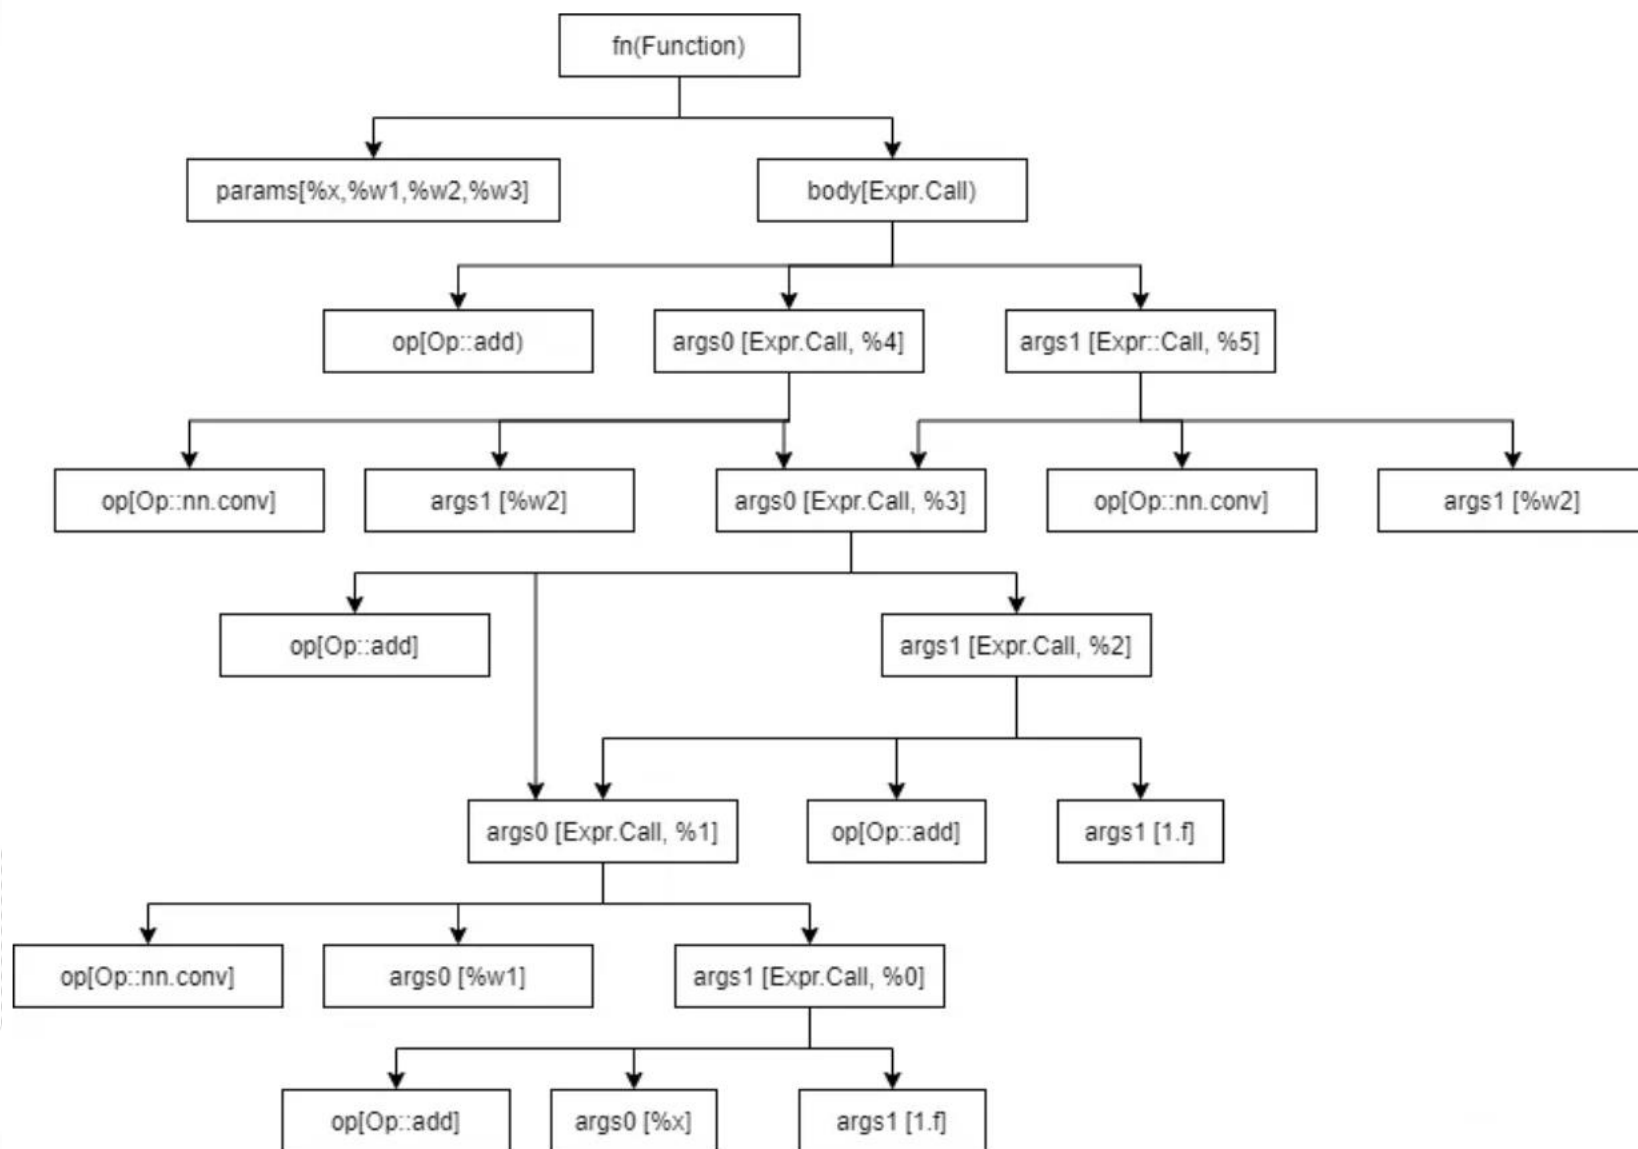 fn(Function)
params[%x,%w1,%w2,%w3]
body[Expr.Call)
op[Op::add)
args0 [Expr.Call, %4]
args1 [Expr::Call, %5]
op[Op::nn.conv]
args1 [%w2]
args0 [Expr.Call, %3]
op[Op::nn.conv]
args1 [%w2]
op[Op::add]
args1 [Expr.Call, %2]
args0 [Expr.Call, %1]
op[Op::add]
args1 [1.f]
op[Op::nn.conv]
args0 [%w1]
args1 [Expr.Call, %0]
op[Op::add]
args0 [%x]
args1 [1.f]